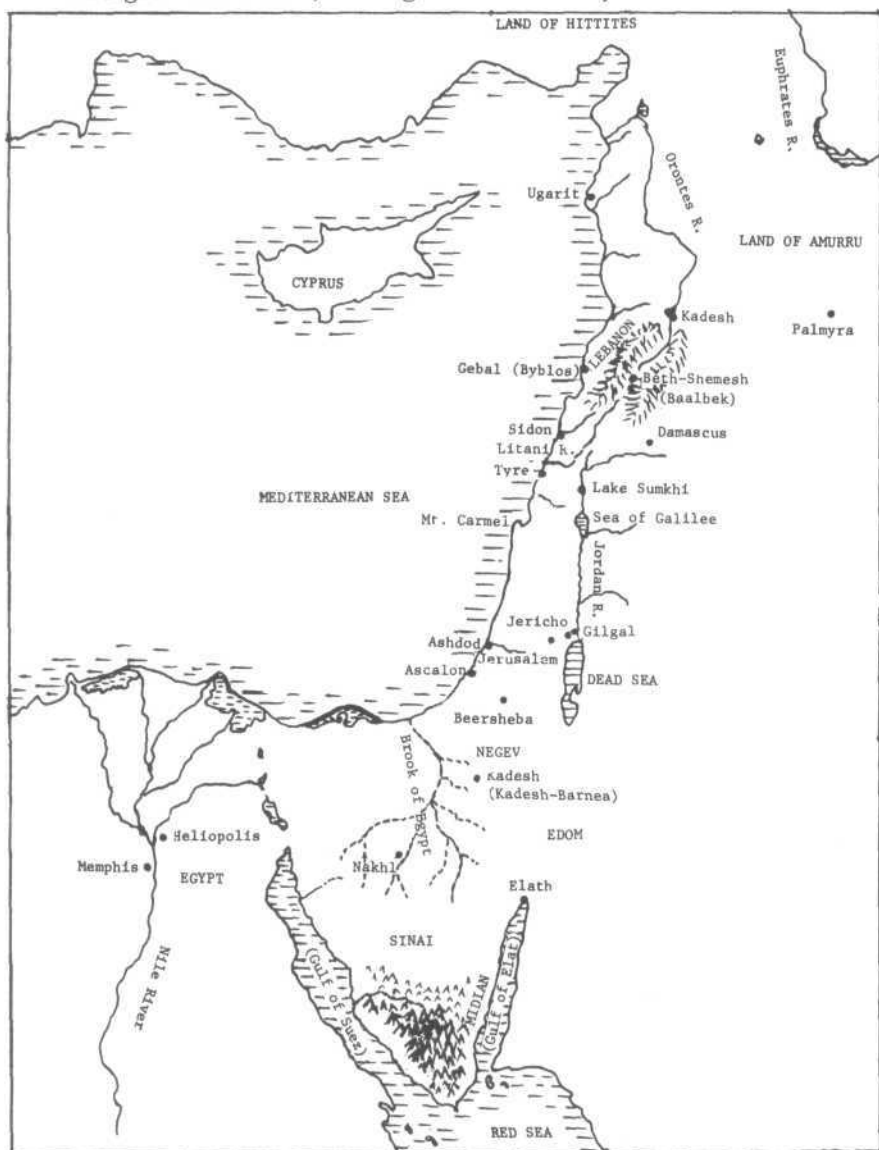 LAND OF HITTITES
Euphrates R.
Orontes R.
Ugarit
LAND OF AMURRU
CYPRUS
Kadesh
Palmyra
LEBANON
Gebal (Byblos)
Beth-Shemesh
(Baalbek)
Sidon
Damascus
Litani R.
Tyre
Lake Sumkhi
MEDITERRANEAN SEA
Mr. Carmel
Sea of Galilee
Jordan R.
Jericho
Gilgal
Ashdod
Jerusalem
Ascalon
DEAD SEA
Beersheba
NEGEV
Brook of Egypt
Kadesh
(Kadesh-Barnea)
Heliopolis
EDOM
Memphis
EGYPT
Nakhl
Elath
SINAI
Nile River
(Gulf of Suez)
MIDIAN
(Gulf of Elat)
RED SEA